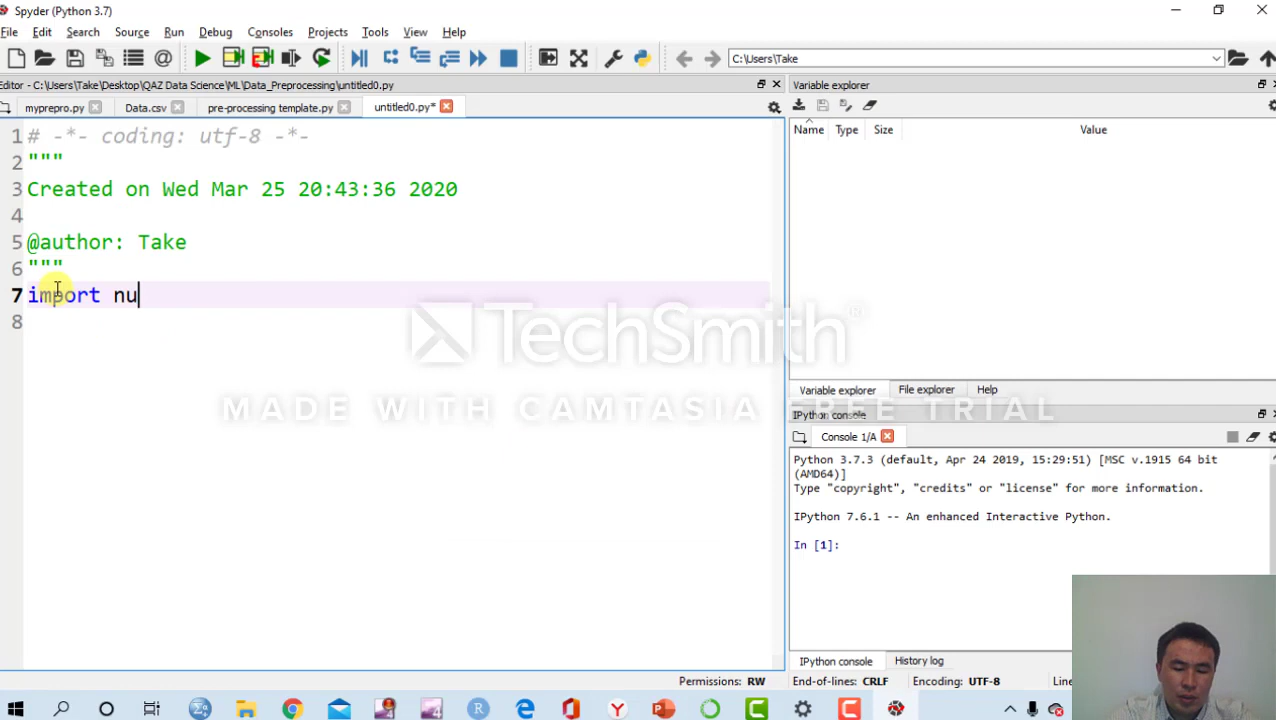 Spyder (Python 3.7)
File Edit Search Source Run Debug Consoles Projects Tools View Help
C:\Users\Take
Editor - C:\Users\Take\Desktop\QAZ Data Science\ML\Data_Preprocessing\untitled0.py
Variable explorer
myprepro.py Data.csv pre-processing template.py untitled0.py*
Name Type Size Value
1 # -*- coding: utf-8 -*-
2 """
3 Created on Wed Mar 25 20:43:36 2020
4
5 @author: Take
6 """
7 import nu
8
TechSmith®
MADE WITH CAMTASIA FREE TRIAL
Variable explorer File explorer Help
IPython console
Console 1/A
Python 3.7.3 (default, Apr 24 2019, 15:29:51) [MSC v.1915 64 bit
(AMD64)]
Type "copyright", "credits" or "license" for more information.
IPython 7.6.1 -- An enhanced Interactive Python.
In [1]:
IPython console History log
Permissions: RW End-of-lines: CRLF Encoding: UTF-8 Line